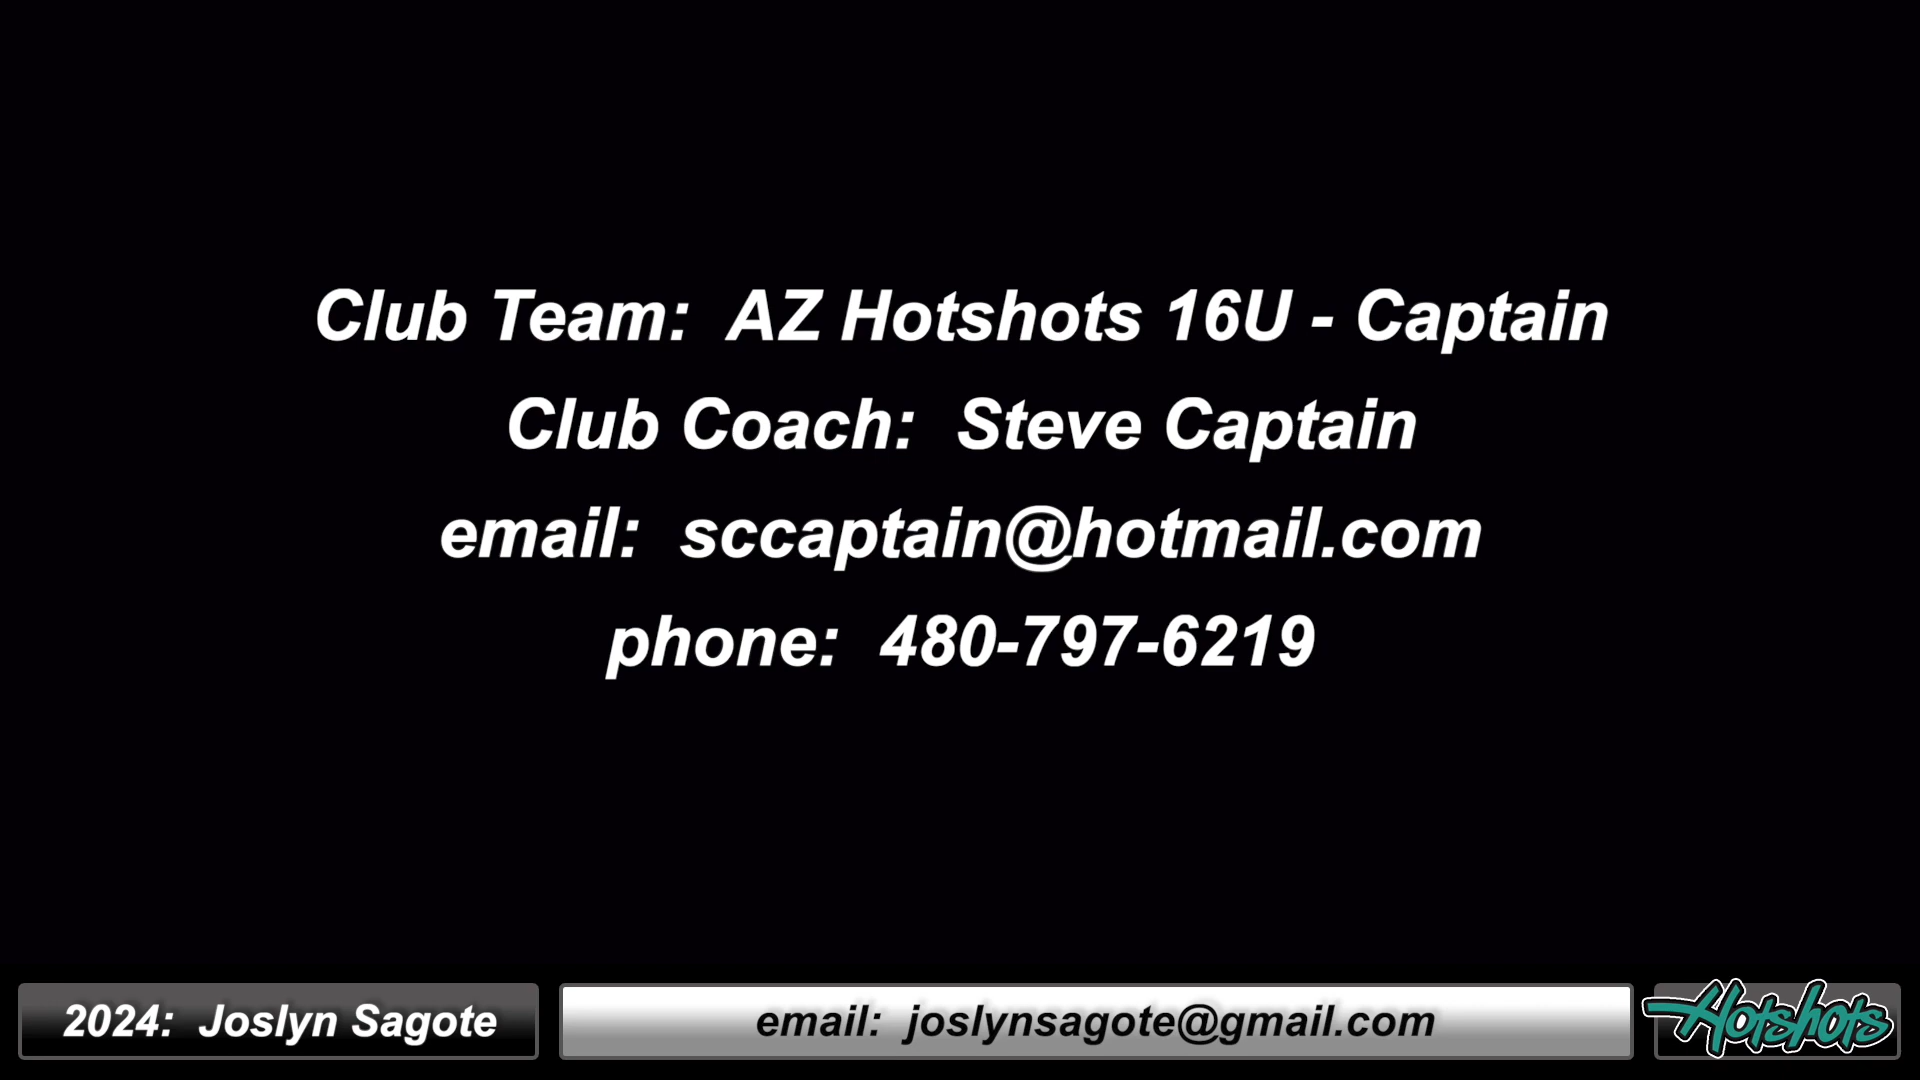 Club Team: AZ Hotshots 16U - Captain
Club Coach: Steve Captain
email: sccaptain@hotmail.com
phone: 480-797-6219
2024: Joslyn Sagote
email: joslynsagote@gmail.com
Hotshots